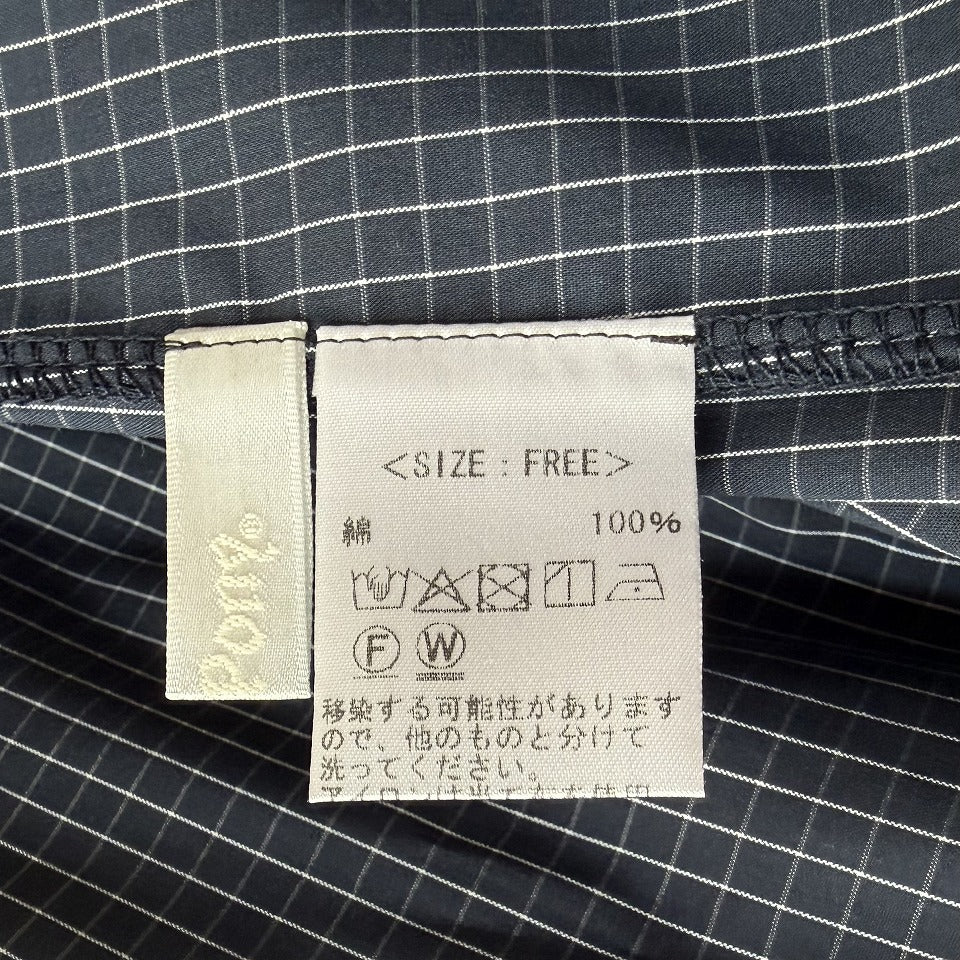 <SIZE : FREE>
綿 100%
F W
移染する可能性があります
ので、他のものと分けて
洗ってください。